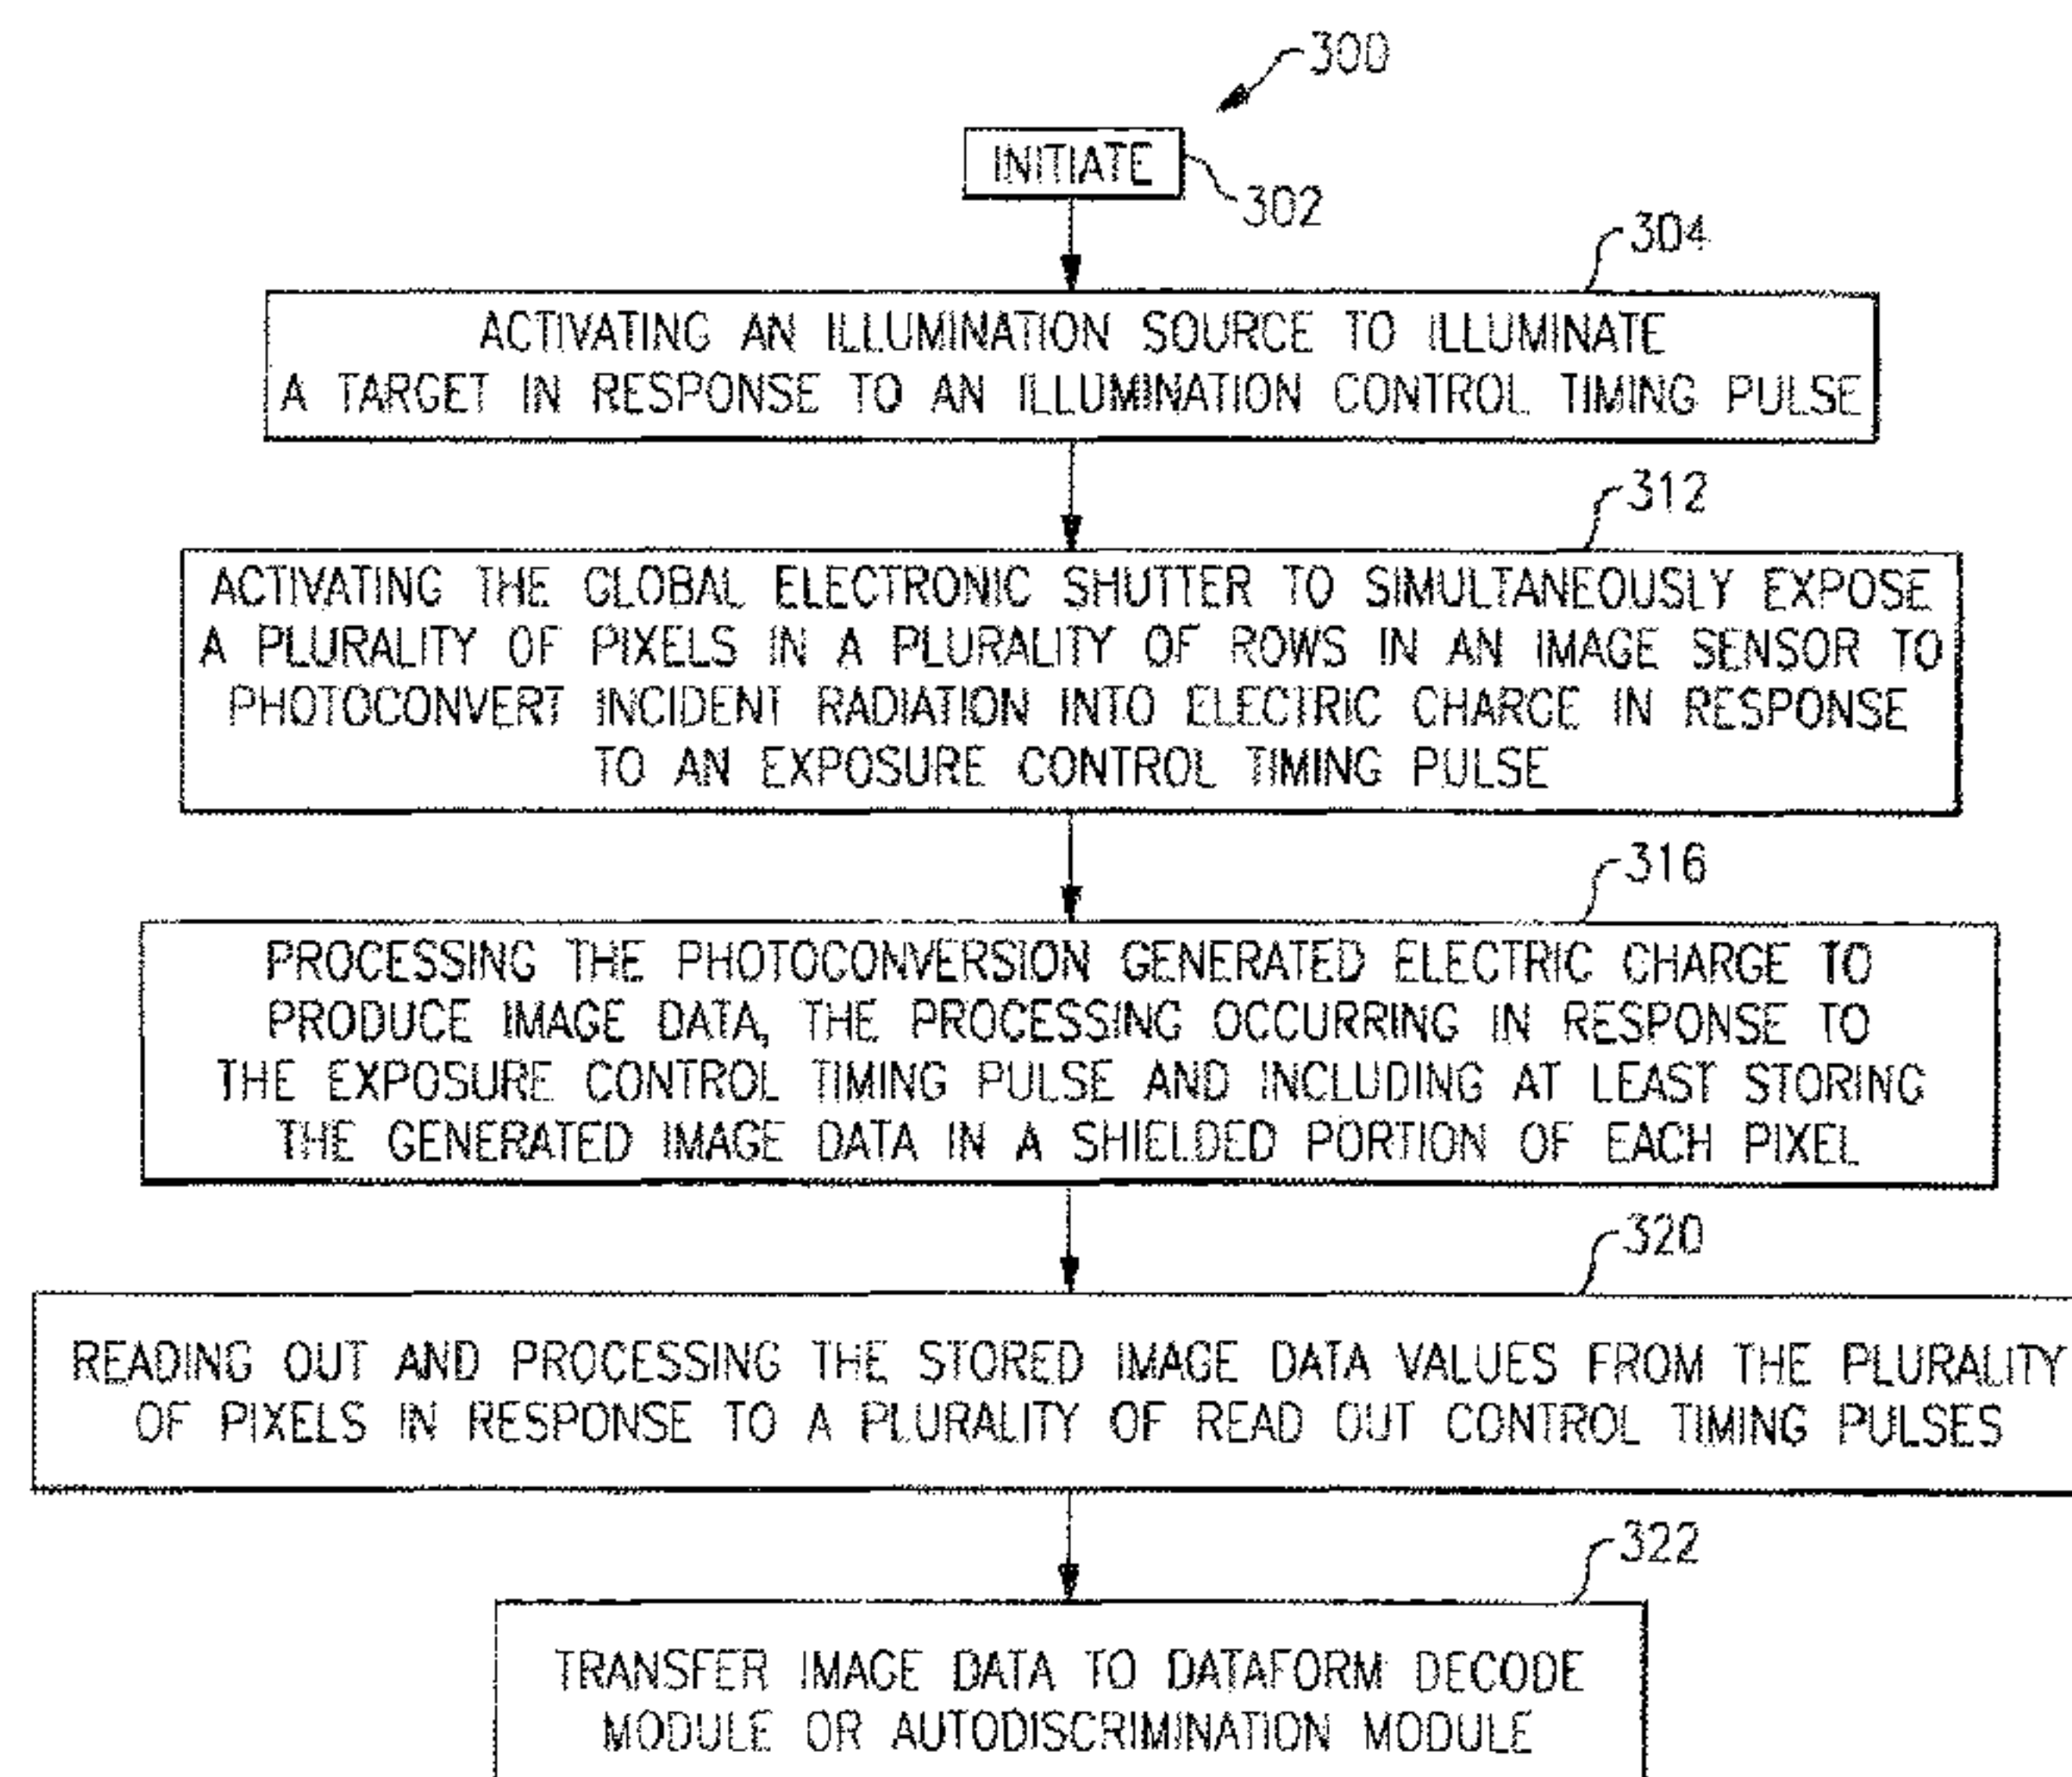 300
INITIATE
302
304
ACTIVATING AN ILLUMINATION SOURCE TO ILLUMINATE
A TARGET IN RESPONSE TO AN ILLUMINATION CONTROL TIMING PULSE
312
ACTIVATING THE GLOBAL ELECTRONIC SHUTTER TO SIMULTANEOUSLY EXPOSE
A PLURALITY OF PIXELS IN A PLURALITY OF ROWS IN AN IMAGE SENSOR TO
PHOTOCONVERT INCIDENT RADIATION INTO ELECTRIC CHARGE IN RESPONSE
TO AN EXPOSURE CONTROL TIMING PULSE
316
PROCESSING THE PHOTOCONVERSION GENERATED ELECTRIC CHARGE TO
PRODUCE IMAGE DATA, THE PROCESSING OCCURRING IN RESPONSE TO
THE EXPOSURE CONTROL TIMING PULSE AND INCLUDING AT LEAST STORING
THE GENERATED IMAGE DATA IN A SHIELDED PORTION OF EACH PIXEL
320
READING OUT AND PROCESSING THE STORED IMAGE DATA VALUES FROM THE PLURALITY
OF PIXELS IN RESPONSE TO A PLURALITY OF READ OUT CONTROL TIMING PULSES
322
TRANSFER IMAGE DATA TO DATAFORM DECODE
MODULE OR AUTODISCRIMINATION MODULE